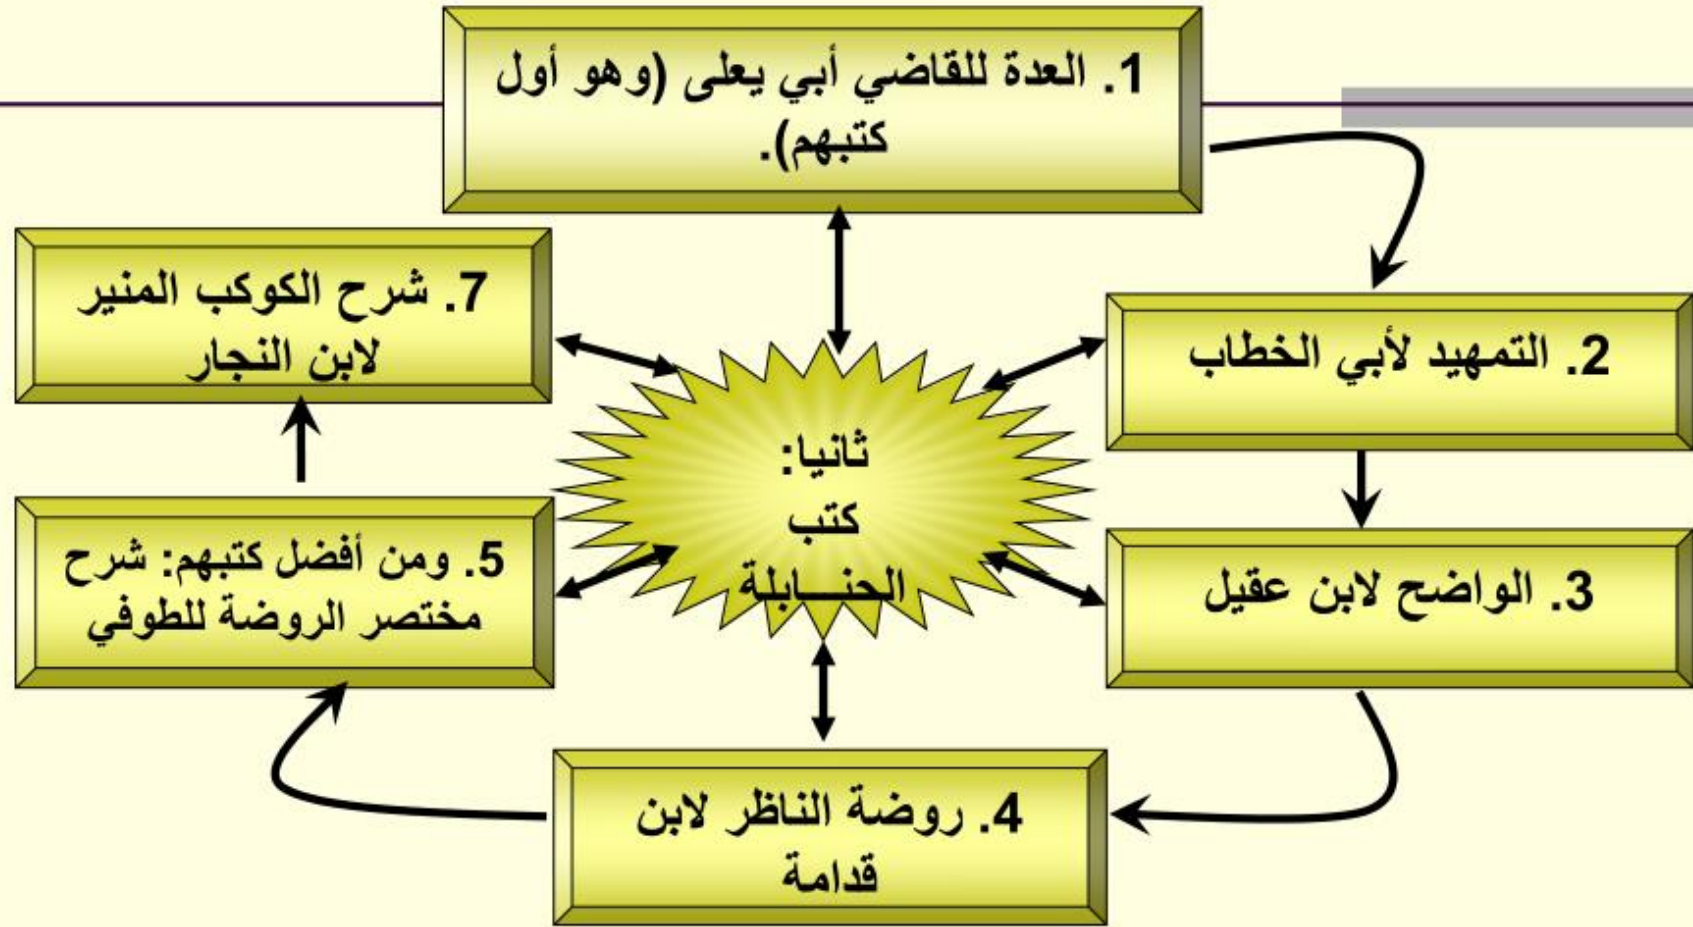 1. العدة للقاضي أبي يعلى (وهو أول
كتبهم).
2. التمهيد لأبي الخطاب
3. الواضح لابن عقيل
4. روضة الناظر لابن
قدامة
5. ومن أفضل كتبهم: شرح
مختصر الروضة للطوفي
7. شرح الكوكب المنير
لابن النجار
ثانيا:
كتب
الحنـــابلة